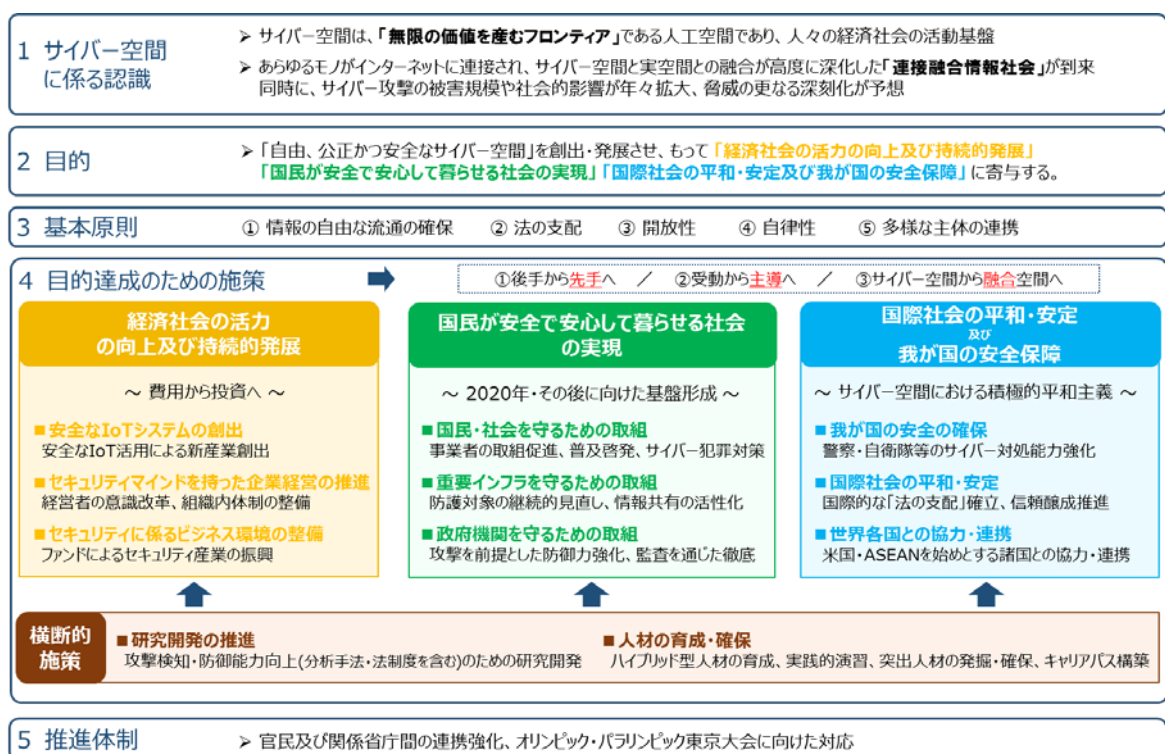 1 サイバー空間
に係る認識
➢ サイバー空間は、「無限の価値を産むフロンティア」である人工空間であり、人々の経済社会の活動基盤
➢ あらゆるモノがインターネットに連接され、サイバー空間と実空間との融合が高度に深化した「連接融合情報社会」が到来
同時に、サイバー攻撃の被害規模や社会的影響が年々拡大、脅威の更なる深刻化が予想
2 目的
➢ 「自由、公正かつ安全なサイバー空間」を創出・発展させ、もって「経済社会の活力の向上及び持続的発展」
「国民が安全で安心して暮らせる社会の実現」「国際社会の平和・安定及び我が国の安全保障」に寄与する。
3 基本原則
① 情報の自由な流通の確保 ② 法の支配 ③ 開放性 ④ 自律性 ⑤ 多様な主体の連携
4 目的達成のための施策
①後手から先手へ / ②受動から主導へ / ③サイバー空間から融合空間へ
経済社会の活力
の向上及び持続的発展
~ 費用から投資へ ~
■安全なIoTシステムの創出
安全なIoT活用による新産業創出
■セキュリティマインドを持った企業経営の推進
経営者の意識改革、組織内体制の整備
■セキュリティに係るビジネス環境の整備
ファンドによるセキュリティ産業の振興
国民が安全で安心して暮らせる社会
の実現
~ 2020年・その後に向けた基盤形成 ~
■国民・社会を守るための取組
事業者の取組促進、普及啓発、サイバー犯罪対策
■重要インフラを守るための取組
防護対象の継続的見直し、情報共有の活性化
■政府機関を守るための取組
攻撃を前提とした防御力強化、監査を通じた徹底
国際社会の平和・安定
及び
我が国の安全保障
~ サイバー空間における積極的平和主義 ~
■我が国の安全の確保
警察・自衛隊等のサイバー対処能力強化
■国際社会の平和・安定
国際的な「法の支配」確立、信頼醸成推進
■世界各国との協力・連携
米国・ASEANを始めとする諸国との協力・連携
横断的
施策
■研究開発の推進
攻撃検知・防御能力向上(分析手法・法制度を含む)のための研究開発
■人材の育成・確保
ハイブリッド型人材の育成、実践的演習、突出人材の発掘・確保、キャリアパス構築
5 推進体制
➢ 官民及び関係省庁間の連携強化、オリンピック・パラリンピック東京大会に向けた対応